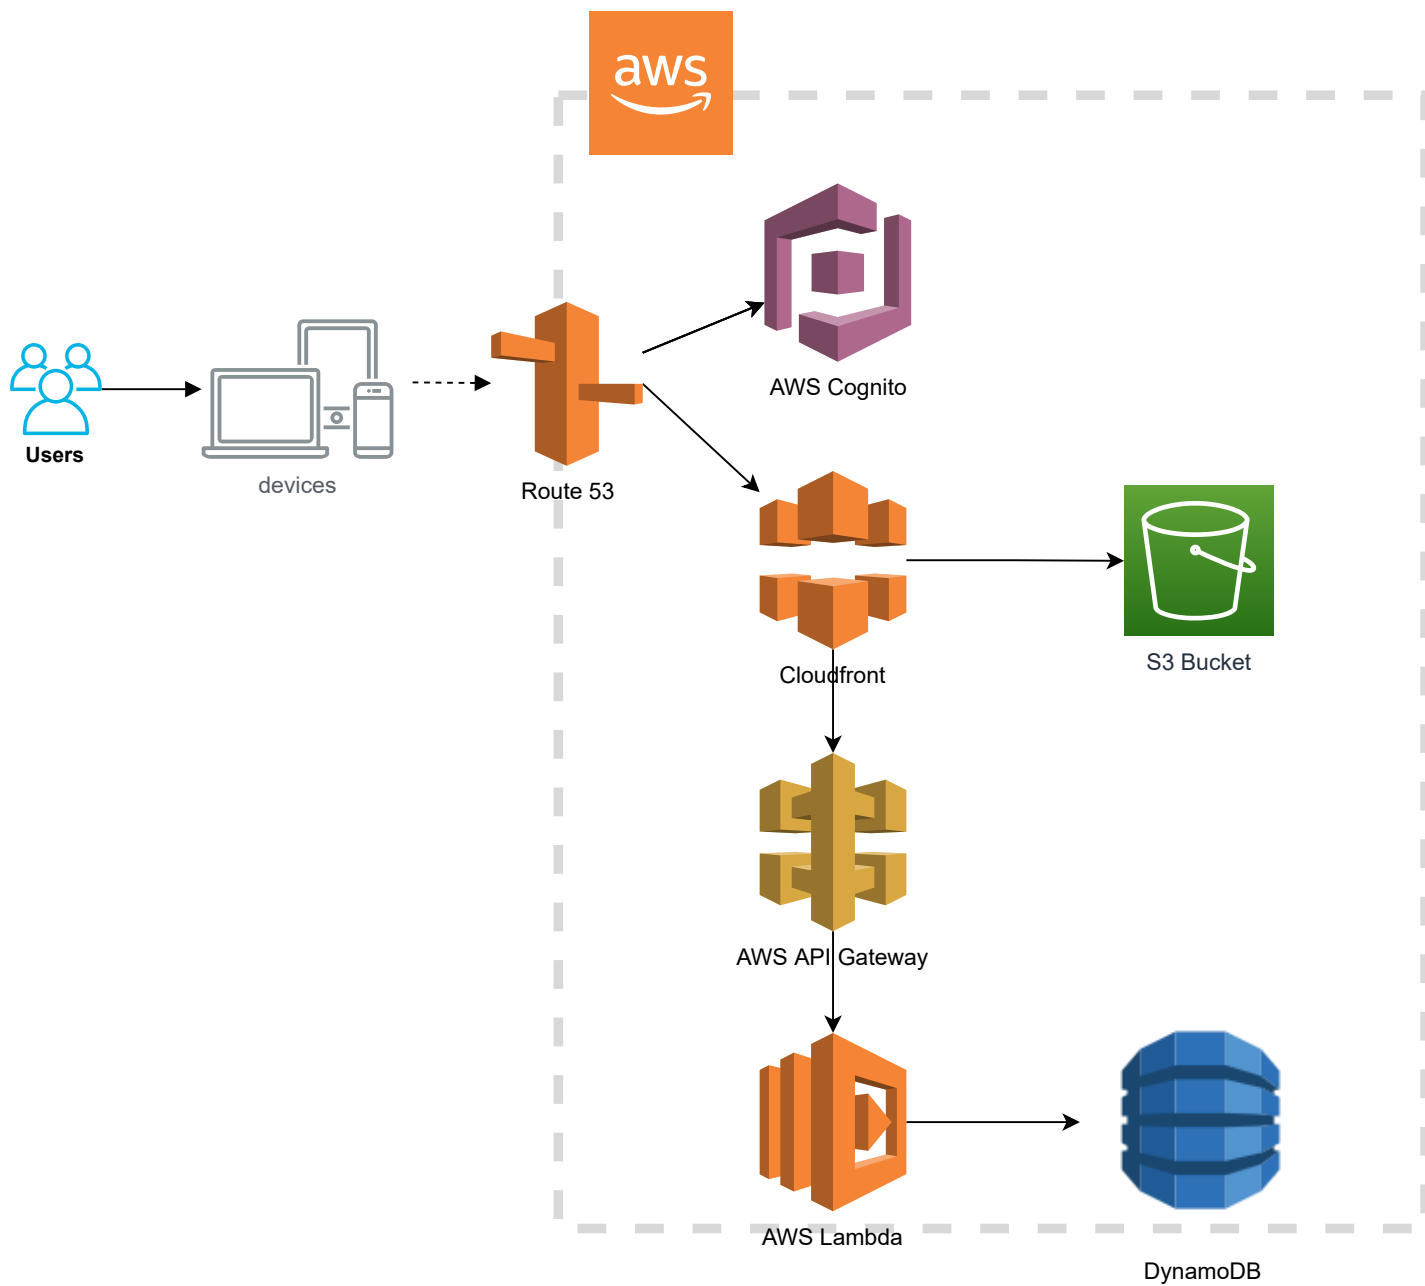 aws
AWS Cognito
Users
devices
Route 53
Cloudfront
S3 Bucket
AWS API Gateway
AWS Lambda
DynamoDB